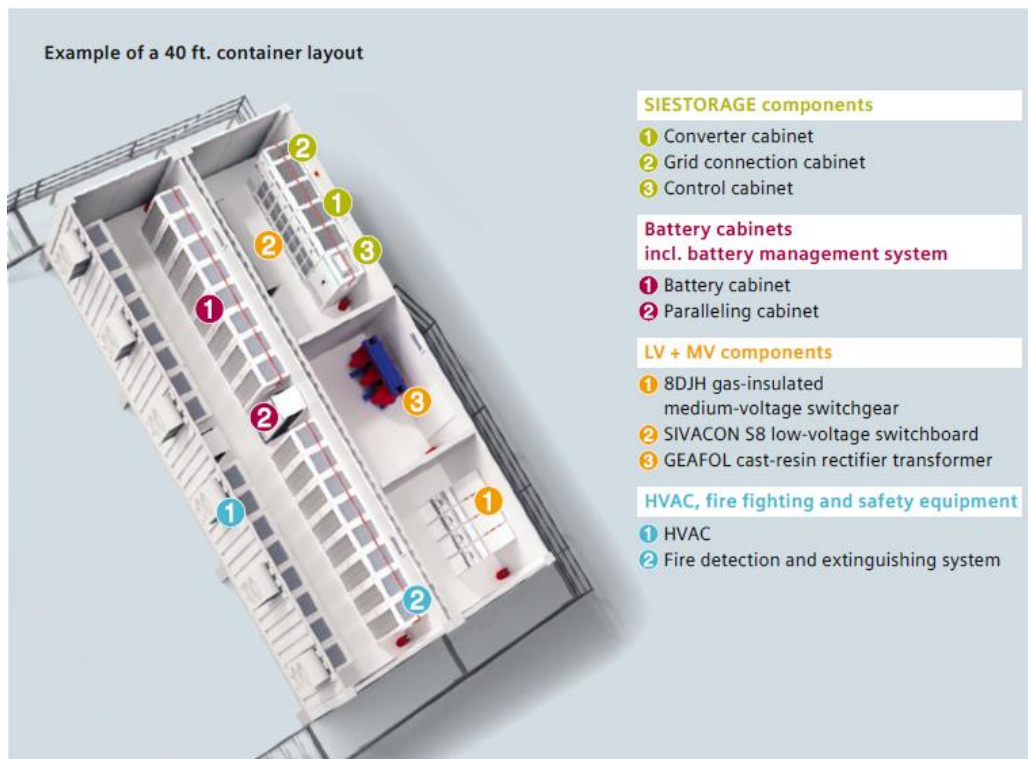 Example of a 40 ft. container layout
SIESTORAGE components
1 Converter cabinet
2 Grid connection cabinet
3 Control cabinet
Battery cabinets
incl. battery management system
1 Battery cabinet
2 Paralleling cabinet
LV + MV components
1 8DJH gas-insulated
medium-voltage switchgear
2 SIVACON S8 low-voltage switchboard
3 GEAFOL cast-resin rectifier transformer
HVAC, fire fighting and safety equipment
1 HVAC
2 Fire detection and extinguishing system
2
1
3
2
1
2
3
1
1
2